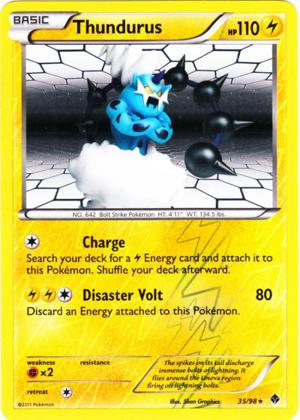 BASIC
Thundurus
HP110
NO. 642 Bolt Strike Pokémon HT: 4'11" WT: 134.5 lbs.
Charge
Search your deck for a Energy card and attach it
to this Pokémon. Shuffle your deck afterward.
Disaster Volt 80
Discard an Energy attached to this Pokémon.
weakness
×2
resistance
retreat
The spikes on its tail discharge
immense bolts of lightning. It
flies around the Unova region
firing off lightning bolts.
Illus. 5ban Graphics
35/98 ★
©2011 Pokémon